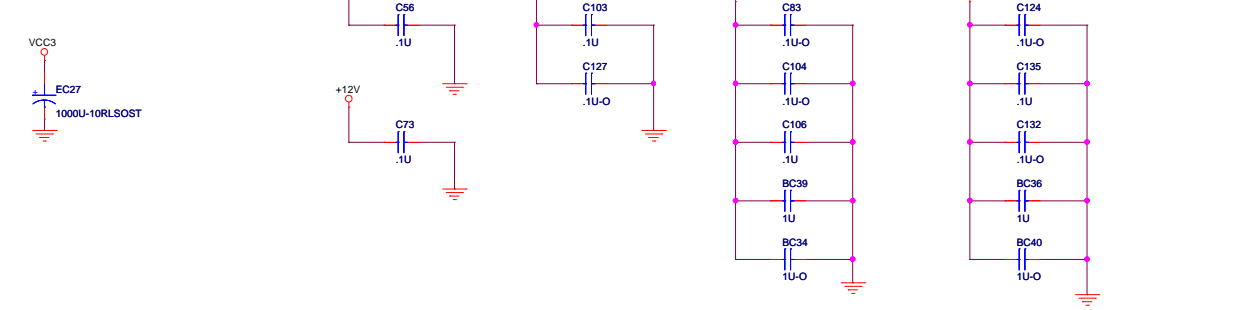 VCC3
EC27
1000U-10RLSOST
C56
.1U
+12V
C73
.1U
C103
.1U
C127
.1U-O
C83
.1U-O
C104
.1U-O
C106
.1U
BC39
1U
BC34
1U-O
C124
.1U-O
C135
.1U
C132
.1U-O
BC36
1U
BC40
1U-O